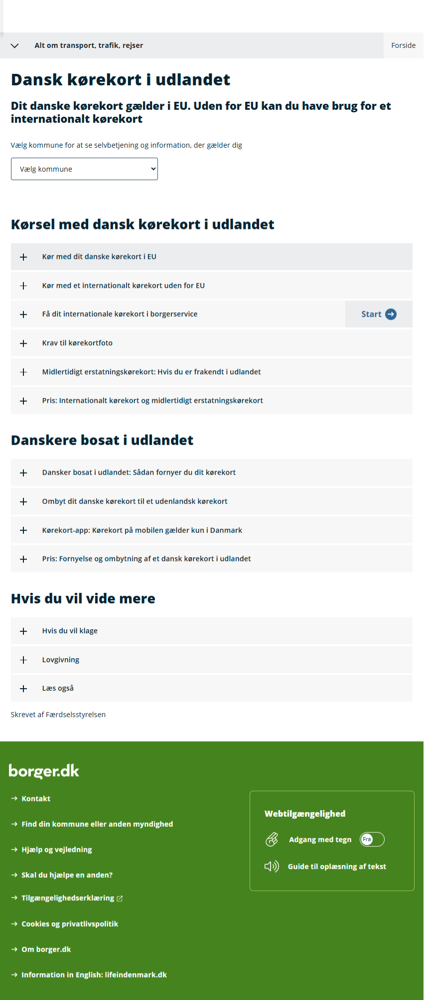 Alt om transport, trafik, rejser
Forside
Dansk kørekort i udlandet
Dit danske kørekort gælder i EU. Uden for EU kan du have brug for et
internationalt kørekort
Vælg kommune for at se selvbetjening og information, der gælder dig
Vælg kommune
Kørsel med dansk kørekort i udlandet
Kør med dit danske kørekort i EU
Kør med et internationalt kørekort uden for EU
Få dit internationale kørekort i borgerservice
Start
Krav til kørekortfoto
Midlertidigt erstatningskørekort: Hvis du er frakendt i udlandet
Pris: Internationalt kørekort og midlertidigt erstatningskørekort
Danskere bosat i udlandet
Dansker bosat i udlandet: Sådan fornyer du dit kørekort
Ombyt dit danske kørekort til et udenlandsk kørekort
Kørekort-app: Kørekort på mobilen gælder kun i Danmark
Pris: Fornyelse og ombytning af et dansk kørekort i udlandet
Hvis du vil vide mere
Hvis du vil klage
Lovgivning
Læs også
Skrevet af Færdselsstyrelsen
borger.dk
Kontakt
Find din kommune eller anden myndighed
Hjælp og vejledning
Skal du hjælpe en anden?
Tilgængelighedserklæring
Cookies og privatlivspolitik
Om borger.dk
Information in English: lifeindenmark.dk
Webtilgængelighed
Adgang med tegn
Fra
Guide til oplæsning af tekst